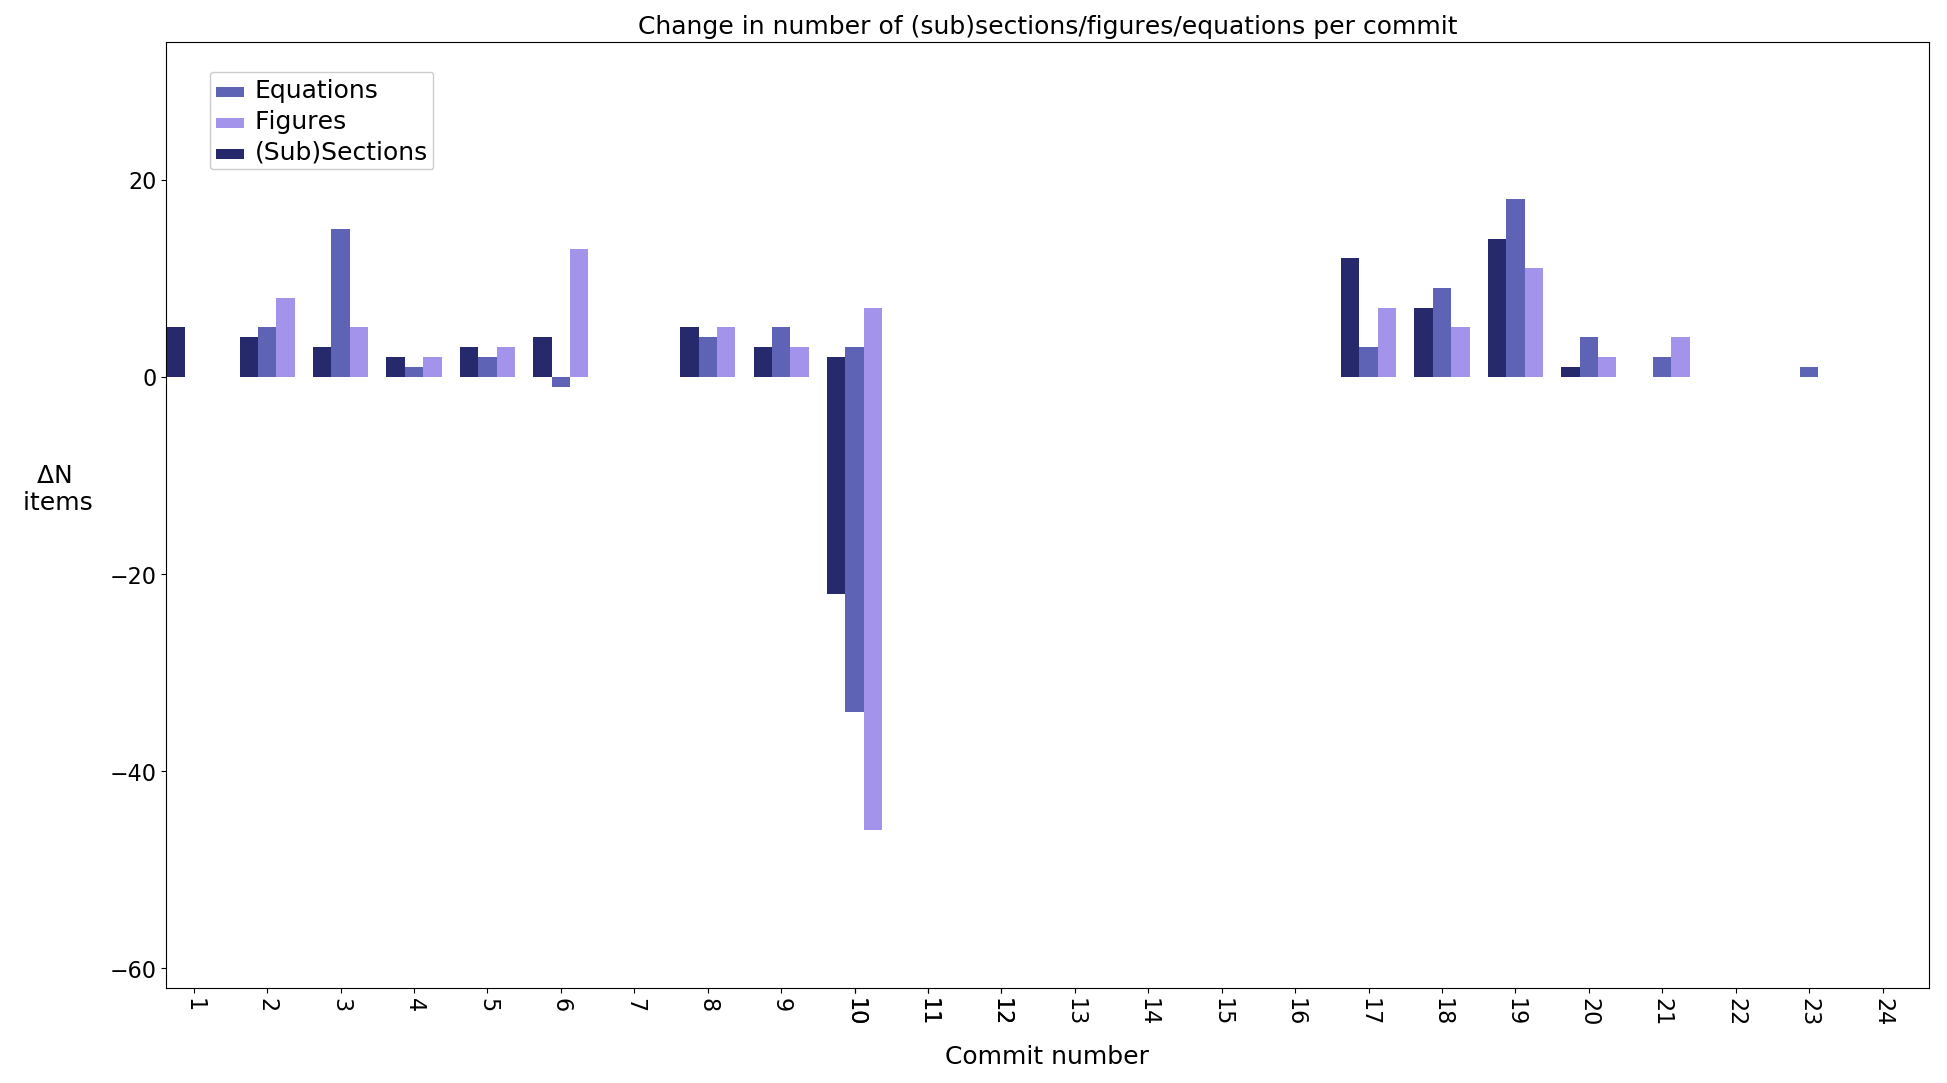 Change in number of (sub)sections/figures/equations per commit
Equations
Figures
(Sub)Sections
20
0
−20
−40
−60
ΔN
items
1 2 3 4 5 6 7 8 9 10 11 12 13 14 15 16 17 18 19 20 21 22 23 24
Commit number